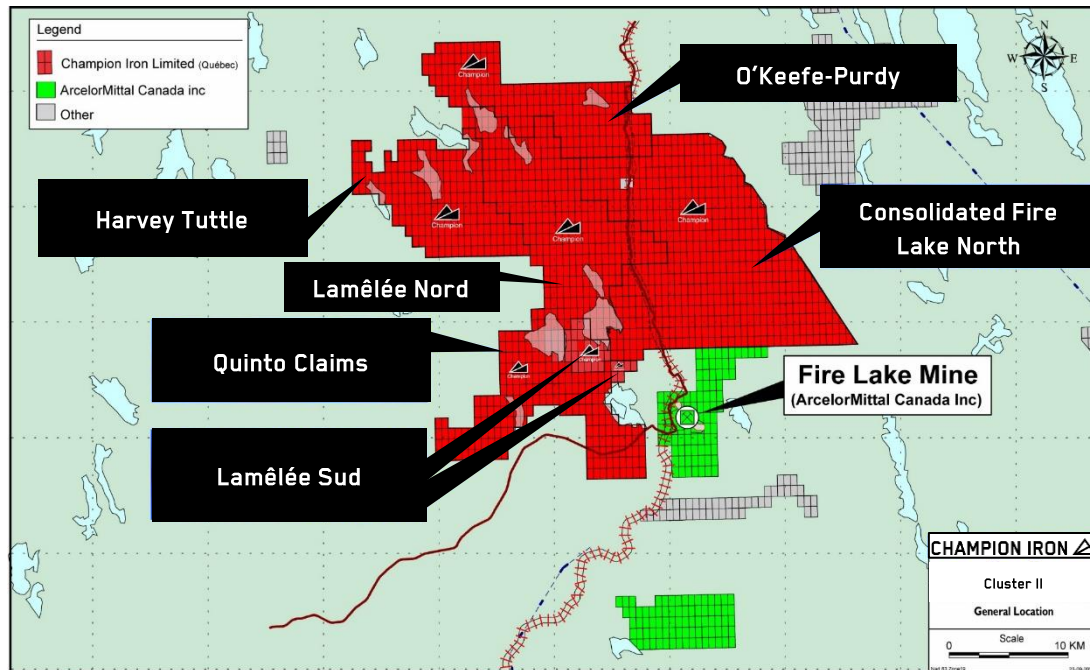 Legend
Champion Iron Limited (Québec)
ArcelorMittal Canada inc
Other
N
W E
S
O'Keefe-Purdy
Champion
Harvey Tuttle
Champion
Champion
Champion
Consolidated Fire
Lake North
Lamêlée Nord
Quinto Claims
Champion
Champion
Fire Lake Mine
(ArcelorMittal Canada Inc)
Lamêlée Sud
CHAMPION IRON
Cluster II
General Location
Scale
0 10 KM